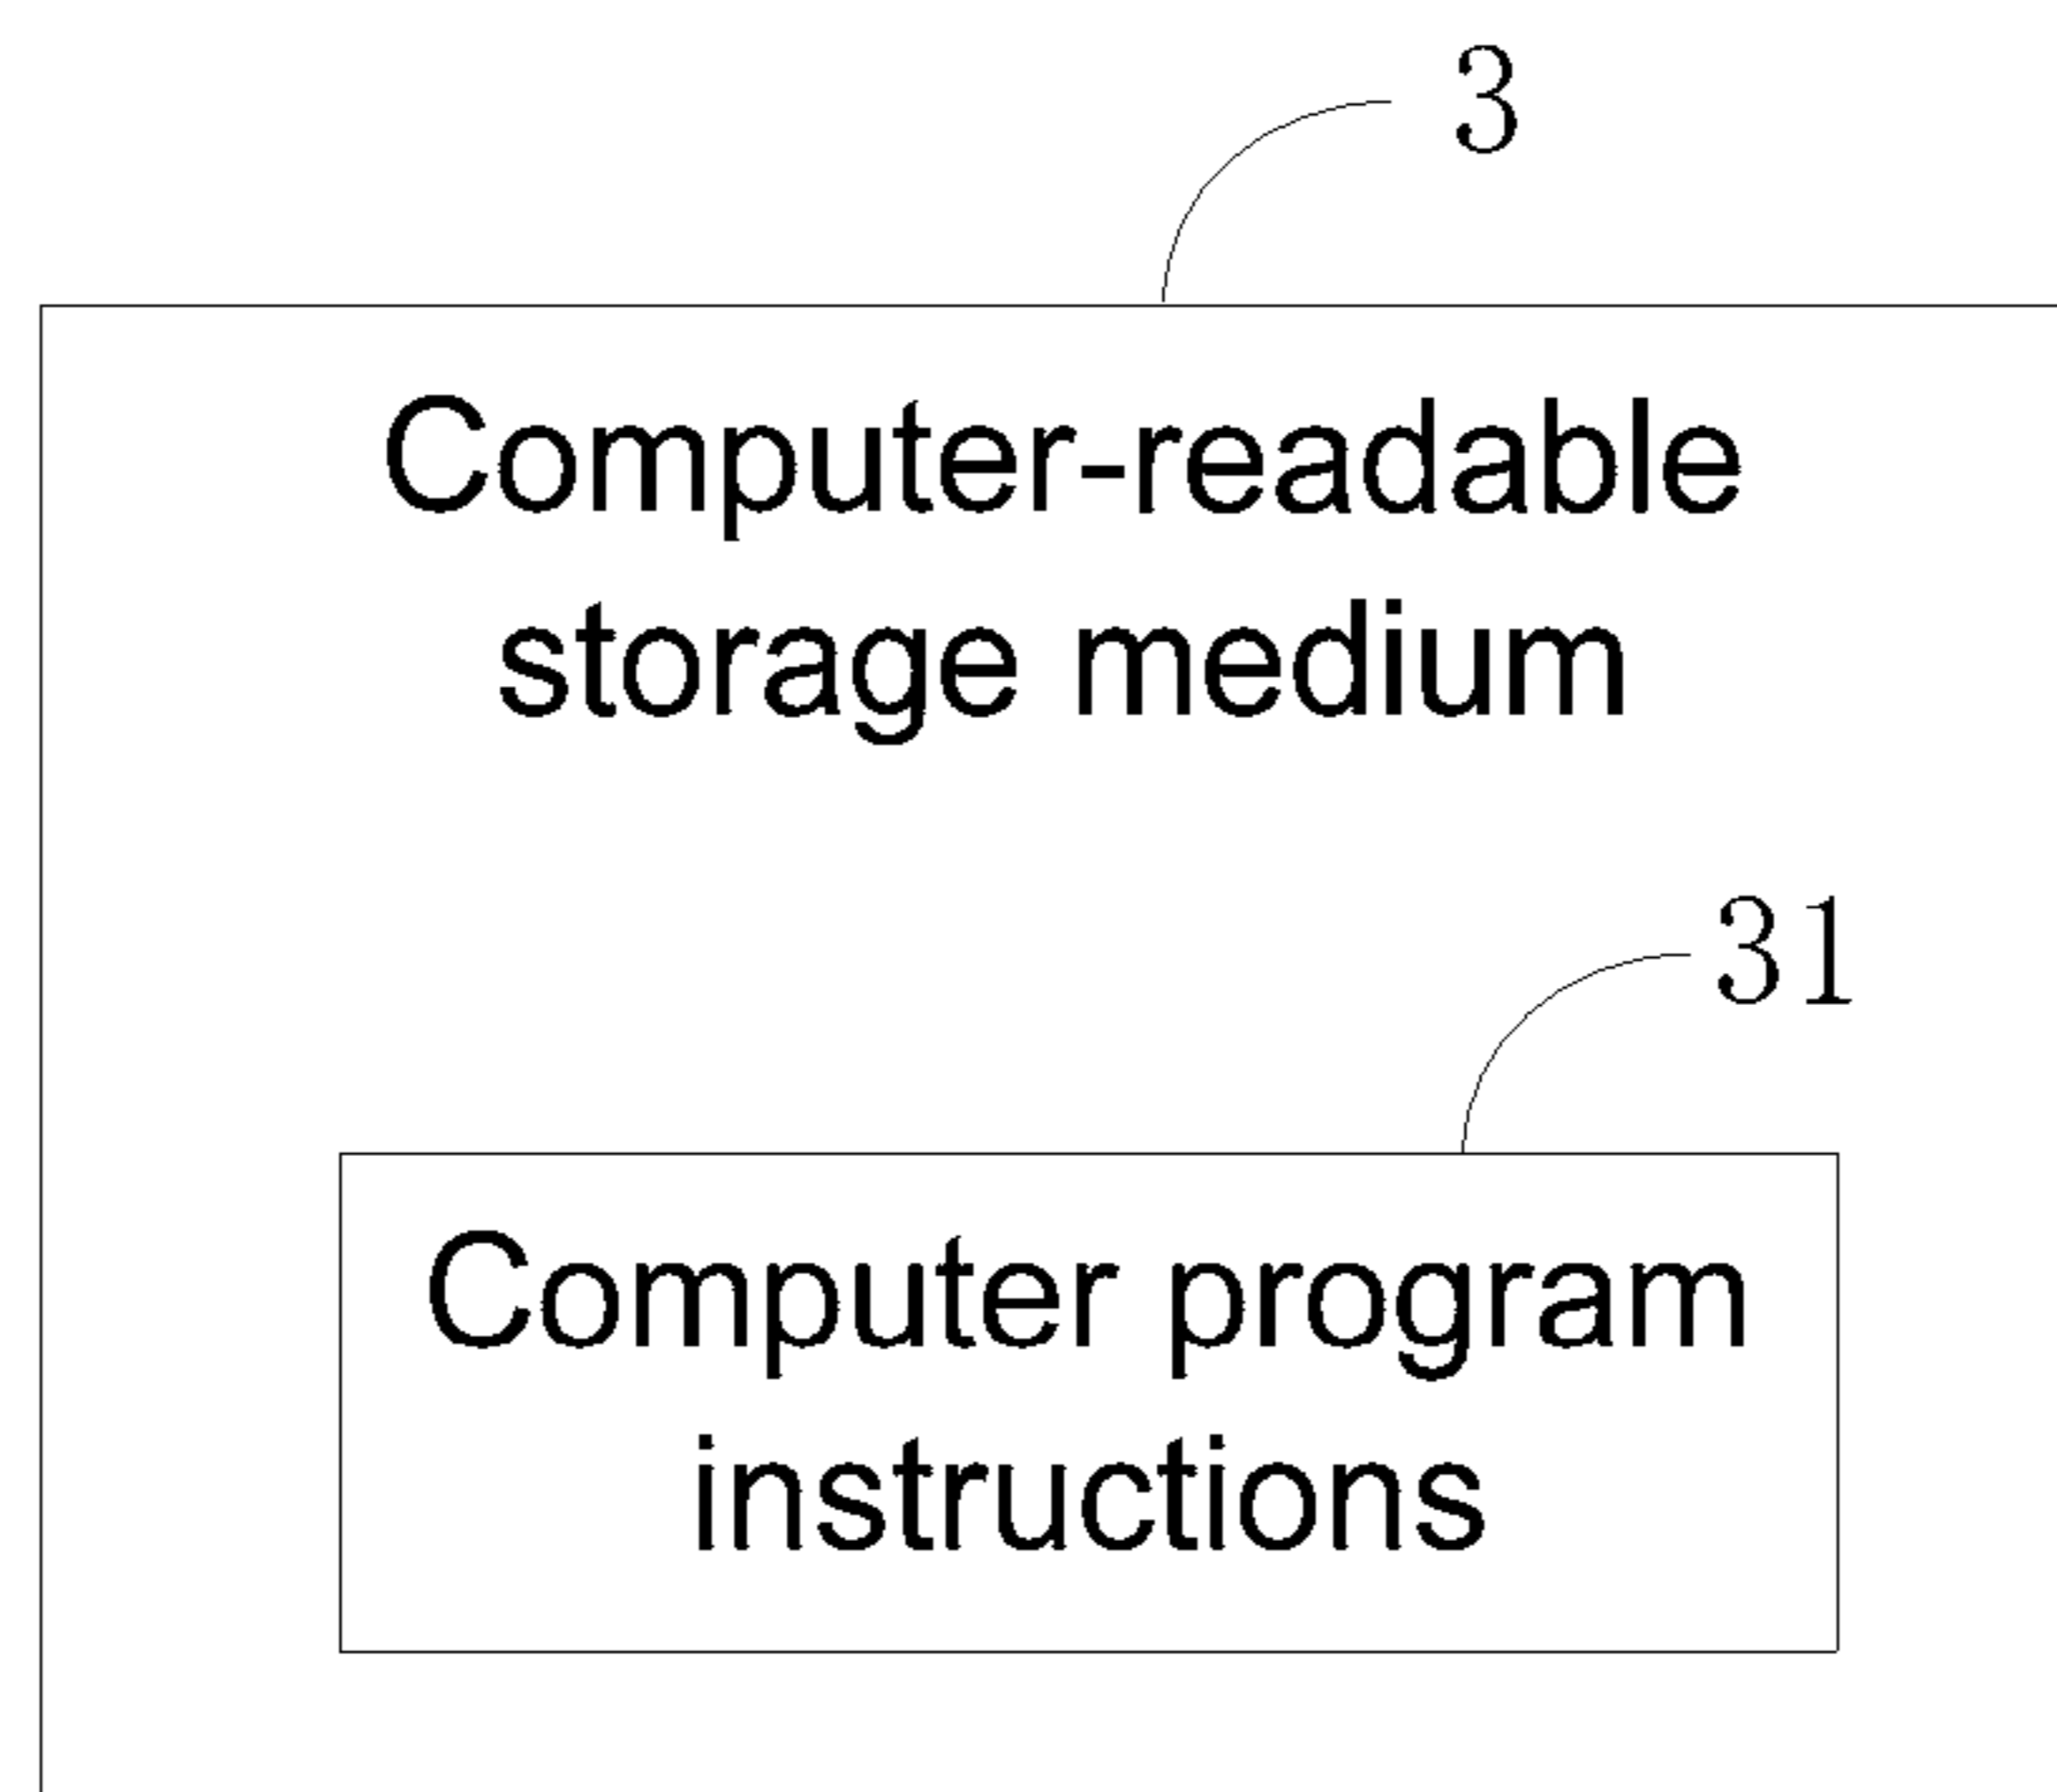 3
Computer-readable
storage medium
31
Computer program
instructions